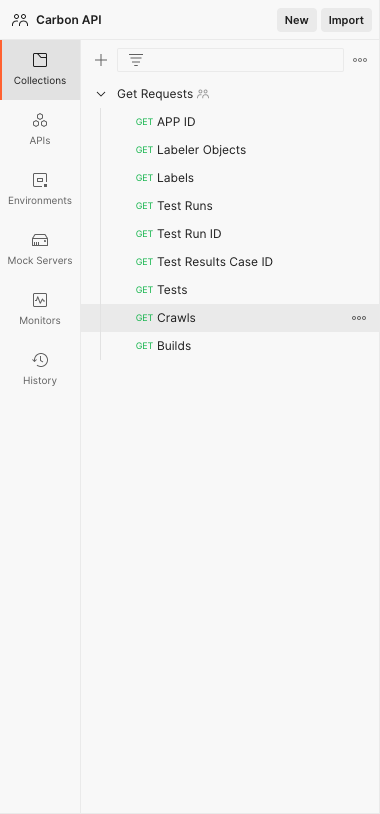 Carbon API
New
Import
Collections
APIs
Environments
Mock Servers
Monitors
History
Get Requests
GET APP ID
GET Labeler Objects
GET Labels
GET Test Runs
GET Test Run ID
GET Test Results Case ID
GET Tests
GET Crawls
GET Builds